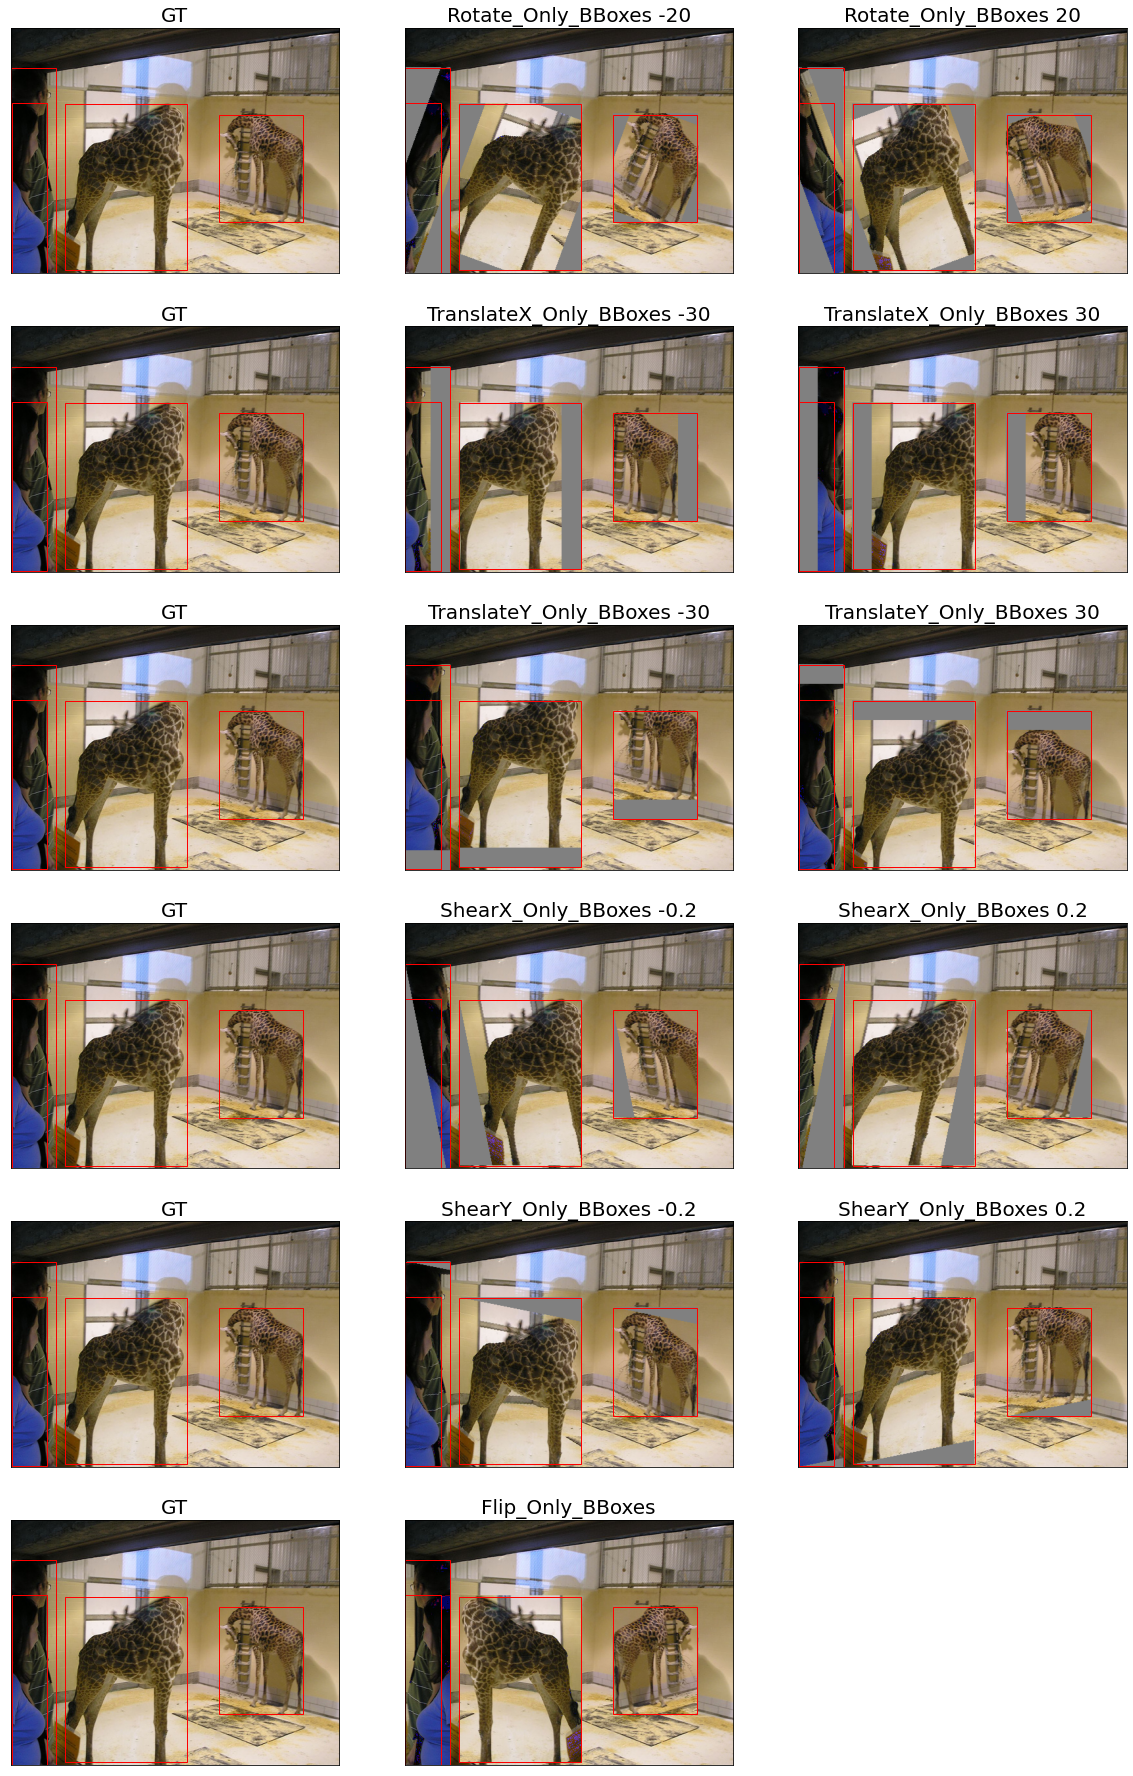 GT
Rotate_Only_BBoxes -20
Rotate_Only_BBoxes 20
GT
TranslateX_Only_BBoxes -30
TranslateX_Only_BBoxes 30
GT
TranslateY_Only_BBoxes -30
TranslateY_Only_BBoxes 30
GT
ShearX_Only_BBoxes -0.2
ShearX_Only_BBoxes 0.2
GT
ShearY_Only_BBoxes -0.2
ShearY_Only_BBoxes 0.2
GT
Flip_Only_BBoxes